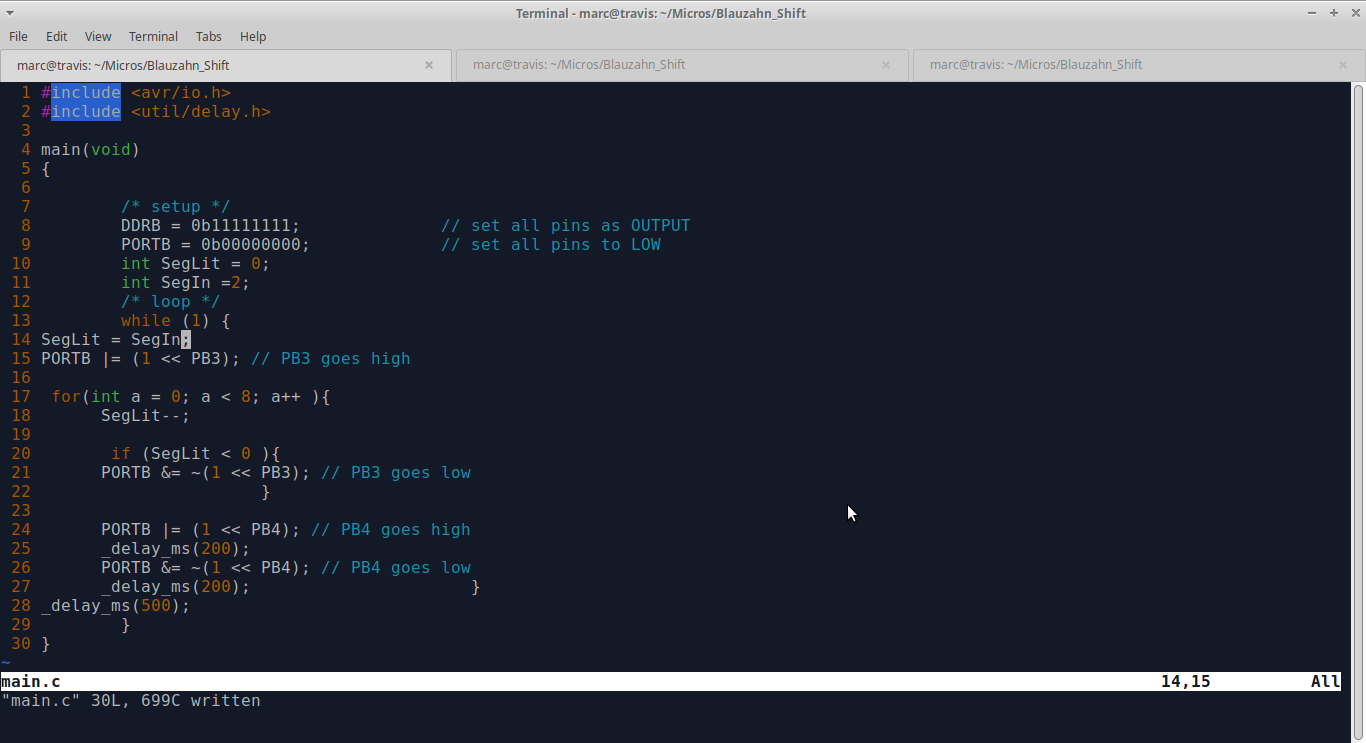 Terminal - marc@travis: ~/Micros/Blauzahn_Shift
File Edit View Terminal Tabs Help
marc@travis: ~/Micros/Blauzahn_Shift marc@travis: ~/Micros/Blauzahn_Shift marc@travis: ~/Micros/Blauzahn_Shift
1 #include <avr/io.h>
2 #include <util/delay.h>
3
4 main(void)
5 {
6
7         /* setup */
8         DDRB = 0b11111111;              // set all pins as OUTPUT
9         PORTB = 0b00000000;             // set all pins to LOW
10         int SegLit = 0;
11         int SegIn =2;
12         /* loop */
13         while (1) {
14 SegLit = SegIn;
15 PORTB |= (1 << PB3); // PB3 goes high
16
17  for(int a = 0; a < 8; a++ ){
18       SegLit--;
19
20        if (SegLit < 0 ){
21       PORTB &= ~(1 << PB3); // PB3 goes low
22                       }
23
24       PORTB |= (1 << PB4); // PB4 goes high
25       _delay_ms(200);
26       PORTB &= ~(1 << PB4); // PB4 goes low
27       _delay_ms(200);                      }
28 _delay_ms(500);
29         }
30 }
~
main.c 14,15 All
"main.c" 30L, 699C written